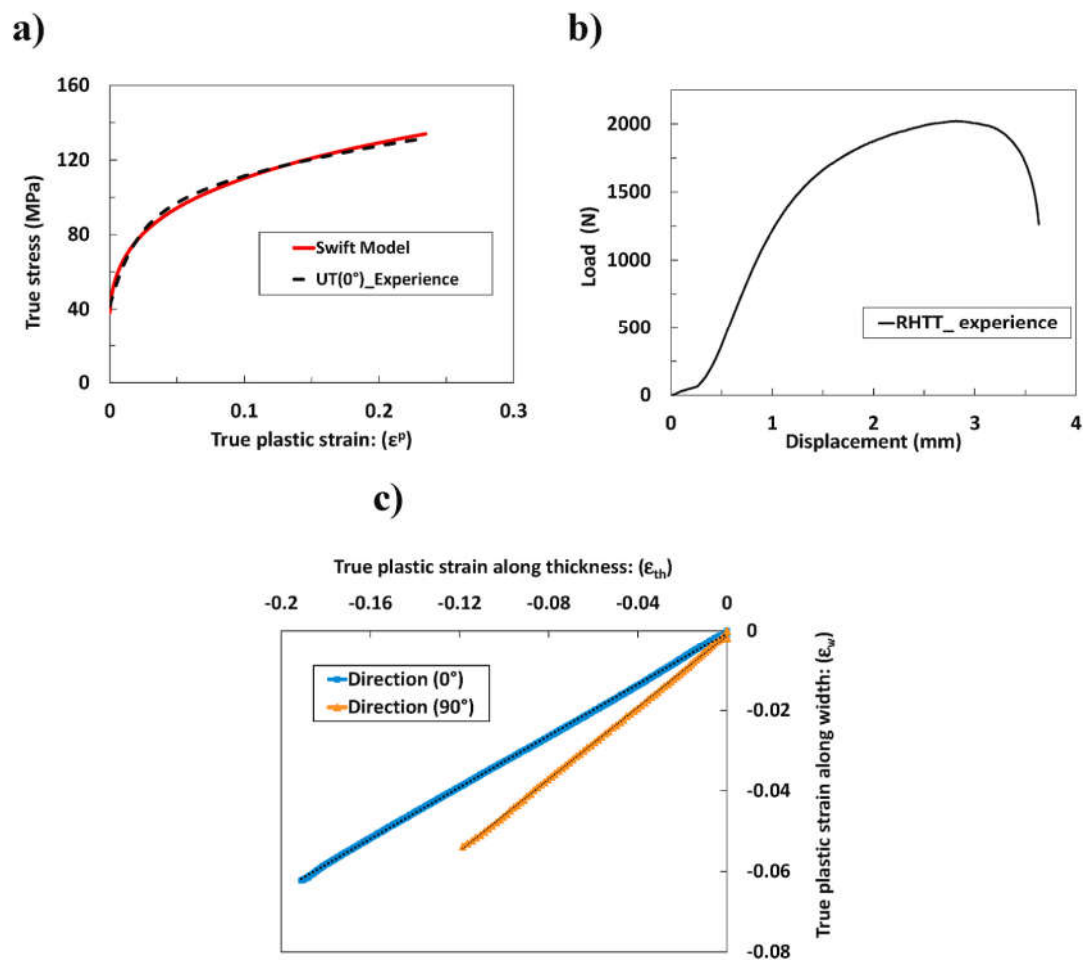 a)
160
120
80
40
0
0
0.1
0.2
0.3
True stress (MPa)
True plastic strain: (εᵖ)
Swift Model
UT(0°)_Experience
b)
2000
1500
1000
500
0
0
1
2
3
4
Load (N)
Displacement (mm)
RHTT_ experience
c)
True plastic strain along thickness: (εth)
-0.2
-0.16
-0.12
-0.08
-0.04
0
0
-0.02
-0.04
-0.06
-0.08
True plastic strain along width: (εw)
Direction (0°)
Direction (90°)